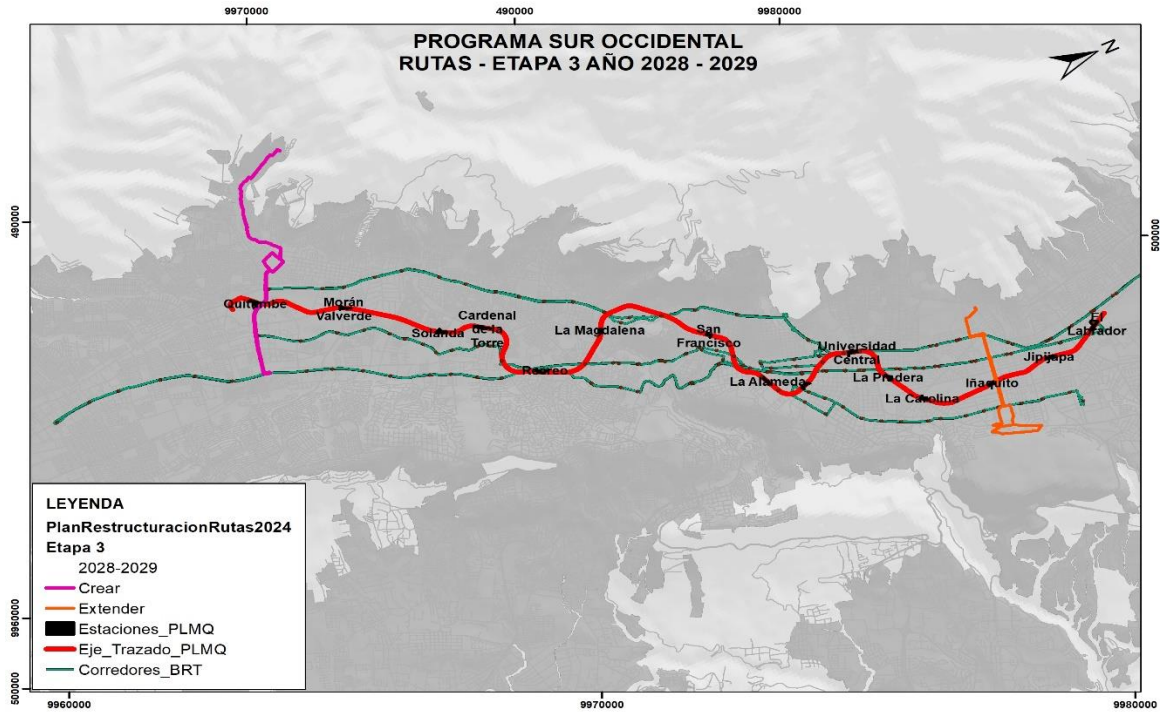 9970000
490000
9980000
PROGRAMA SUR OCCIDENTAL
RUTAS - ETAPA 3 AÑO 2028 - 2029
N
490000
500000
Quitumbe
Morán
Valverde
Solanda
Cardenal
de la
Torre
Recreo
La Magdalena
San
Francisco
La Alameda
Universidad
Central
La Pradera
La Carolina
Iñaquito
Jipijapa
El
Labrador
LEYENDA
PlanRestructuracionRutas2024
Etapa 3
2028-2029
Crear
Extender
Estaciones_PLMQ
Eje_Trazado_PLMQ
Corredores_BRT
9960000
500000
9960000
9970000
9980000